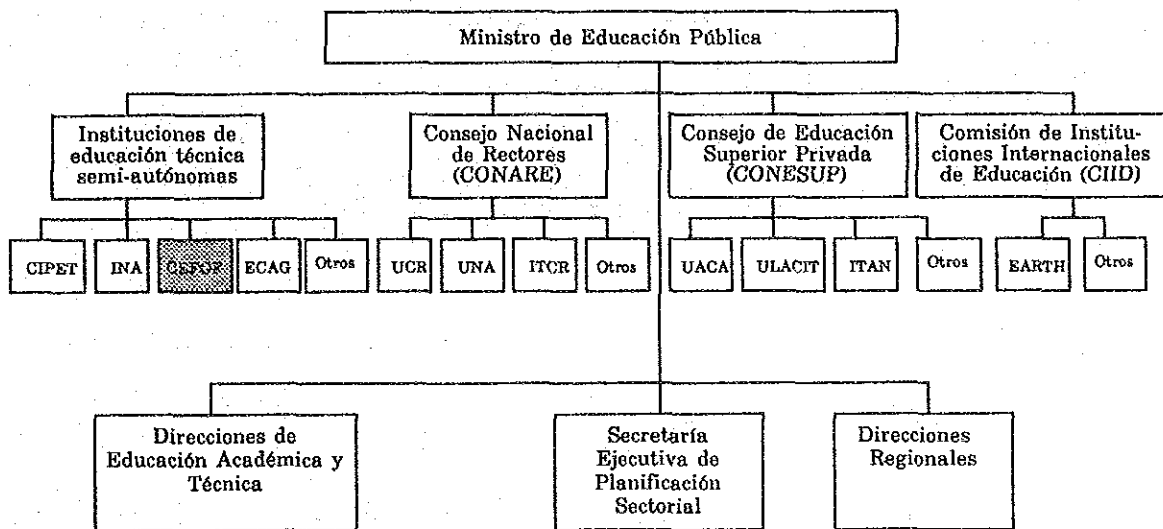 Ministro de Educación Pública
Instituciones de
educación técnica
semi-autónomas
Consejo Nacional
de Rectores
(CONARE)
Consejo de Educación
Superior Privada
(CONESUP)
Comisión de Institu-
ciones Internacionales
de Educación (CIID)
CIPET
INA
CEFOF
ECAG
Otros
UCR
UNA
ITCR
Otros
UACA
ULACIT
ITAN
Otros
EARTH
Otros
Direcciones de
Educación Académica y
Técnica
Secretaría
Ejecutiva de
Planificación
Sectorial
Direcciones
Regionales